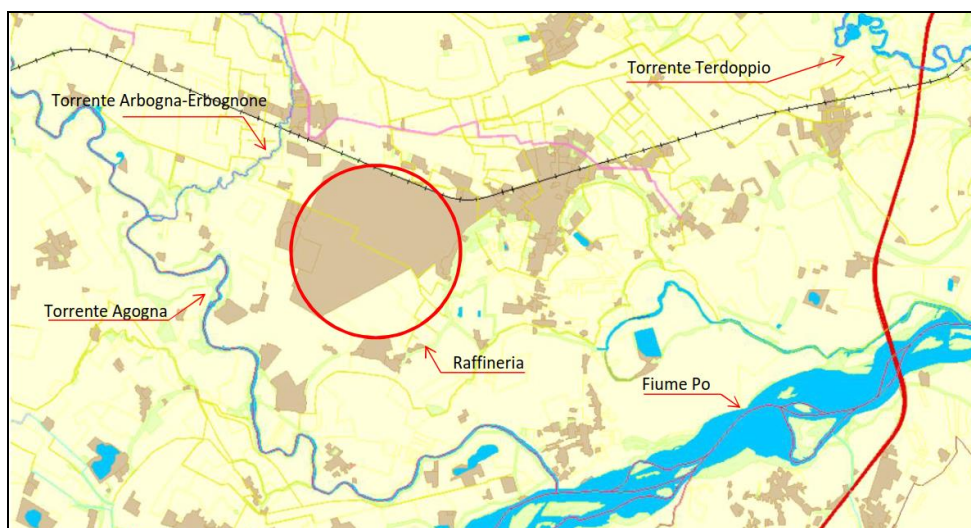 Torrente Terdoppio
Torrente Arbogna-Erbognone
Torrente Agogna
Raffineria
Fiume Po